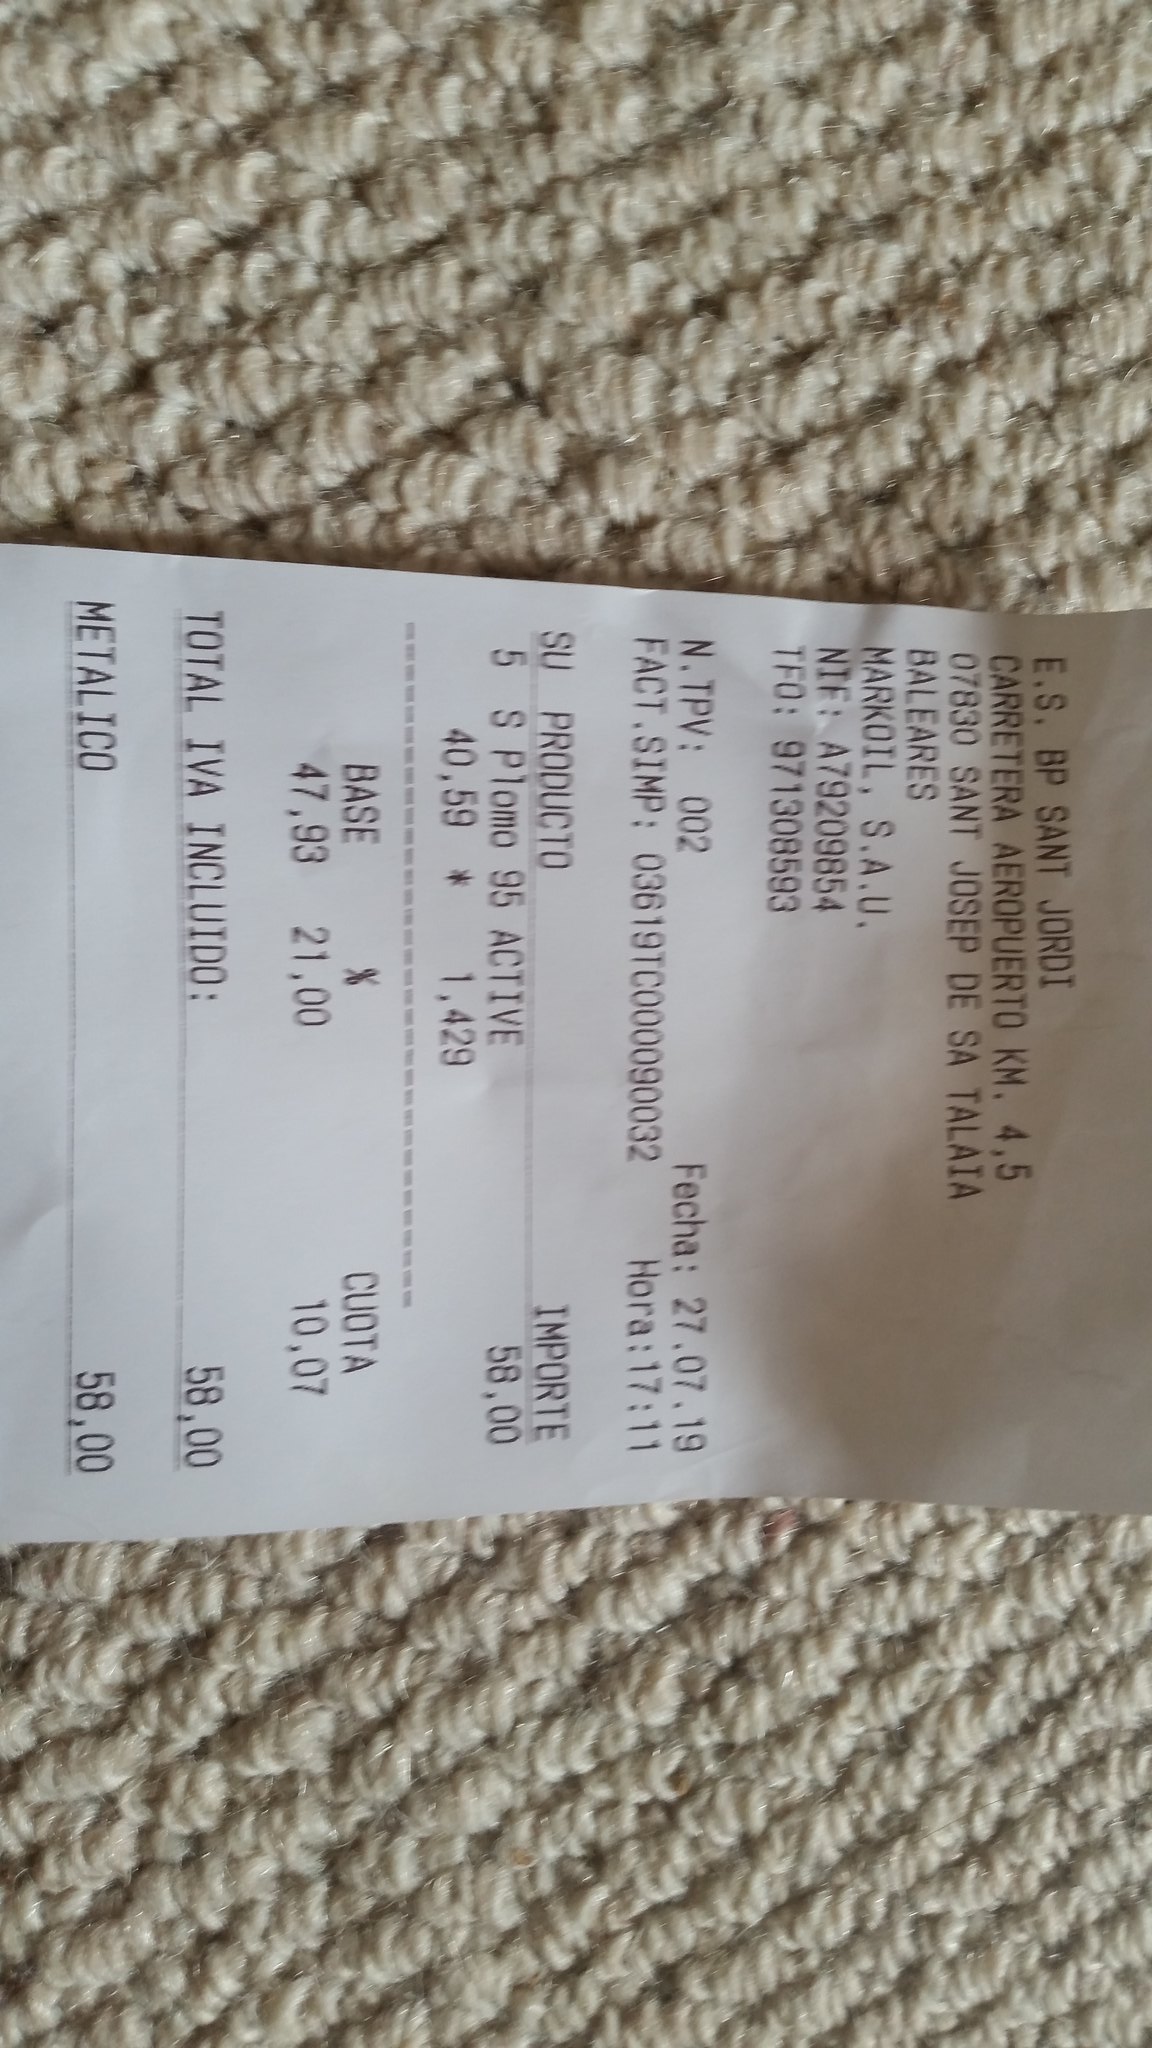 E.S. BP SANT JORDI
CARRETERA AEROPUERTO KM. 4,5
07830 SANT JOSEP DE SA TALAIA
BALEARES
MARKOIL, S.A.U.
NIF: A79209854
TFO: 971308593
N.TPV: 002 Fecha: 27.07.19
FACT.SIMP: 03619TC000090032 Hora:17:11
SU PRODUCTO IMPORTE
5 S Plomo 95 ACTIVE 58,00
40,59 * 1,429
BASE % CUOTA
47,93 21,00 10,07
TOTAL IVA INCLUIDO: 58,00
METALICO 58,00